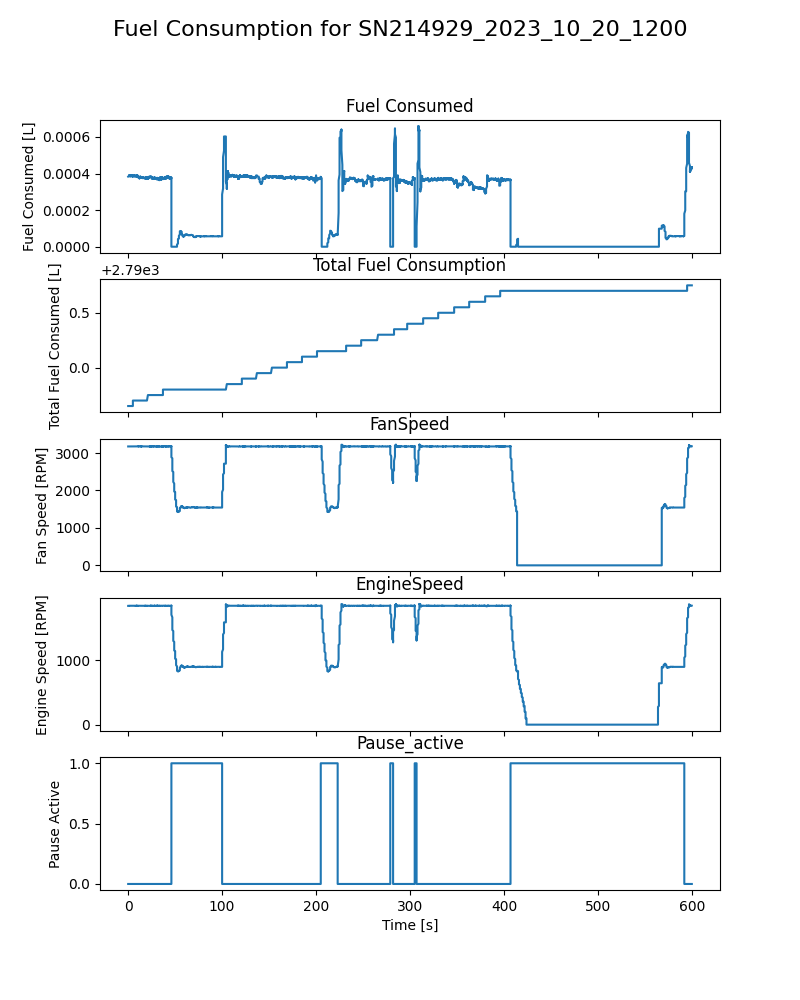 Fuel Consumption for SN214929_2023_10_20_1200
Fuel Consumed
Fuel Consumed [L]
0.0006
0.0004
0.0002
0.0000
+2.79e3
Total Fuel Consumption
Total Fuel Consumed [L]
0.5
0.0
FanSpeed
Fan Speed [RPM]
3000
2000
1000
0
EngineSpeed
Engine Speed [RPM]
1000
0
Pause_active
Pause Active
1.0
0.5
0.0
0 100 200 300 400 500 600
Time [s]